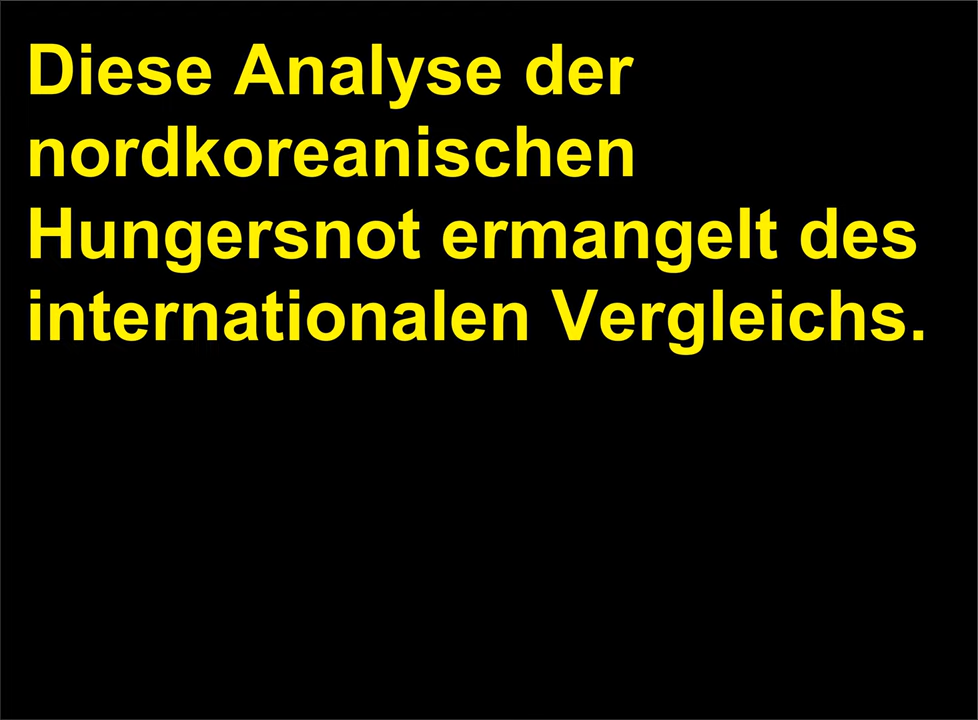 Diese Analyse der
nordkoreanischen
Hungersnot ermangelt des
internationalen Vergleichs.